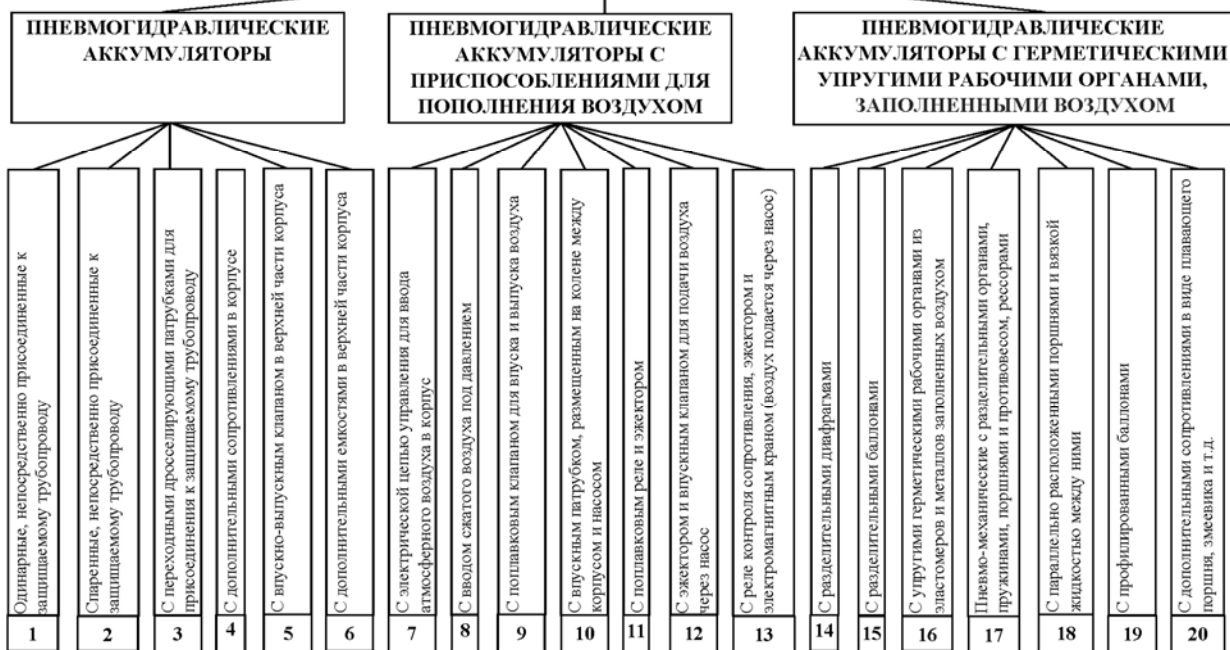 ПНЕВМОГИДРАВЛИЧЕСКИЕ
АККУМУЛЯТОРЫ
ПНЕВМОГИДРАВЛИЧЕСКИЕ
АККУМУЛЯТОРЫ С
ПРИСПОСОБЛЕНИЯМИ ДЛЯ
ПОПОЛНЕНИЯ ВОЗДУХОМ
ПНЕВМОГИДРАВЛИЧЕСКИЕ
АККУМУЛЯТОРЫ С ГЕРМЕТИЧЕСКИМИ
УПРУГИМИ РАБОЧИМИ ОРГАНАМИ,
ЗАПОЛНЕННЫМИ ВОЗДУХОМ
Одинарные, непосредственно присоединенные к
защищаемому трубопроводу
1
Спаренные, непосредственно присоединенные к
защищаемому трубопроводу
2
С переходными дросселирующими патрубками для
присоединения к защищаемому трубопроводу
3
С дополнительными сопротивлениями в корпусе
4
С впускно-выпускным клапаном в верхней части корпуса
5
С дополнительными емкостями в верхней части корпуса
6
С электрической цепью управления для ввода
атмосферного воздуха в корпус
7
С вводом сжатого воздуха под давлением
8
С поплавковым клапаном для впуска и выпуска воздуха
9
С впускным патрубком, размещенным на колене между
корпусом и насосом
10
С поплавковым реле и эжектором
11
С эжектором и впускным клапаном для подачи воздуха
через насос
12
С реле контроля сопротивления, эжектором и
электромагнитным краном (воздух подается через насос)
13
С разделительными диафрагмами
14
С разделительными баллонами
15
С упругими герметическими рабочими органами из
эластомеров и металлов заполненных воздухом
16
Пневмо-механические с разделительными органами,
пружинами, поршнями и противовесом, рессорами
17
С параллельно расположенными поршнями и вязкой
жидкостью между ними
18
С профилированными баллонами
19
С дополнительными сопротивлениями в виде плавающего
поршня, змеевика и т.д.
20